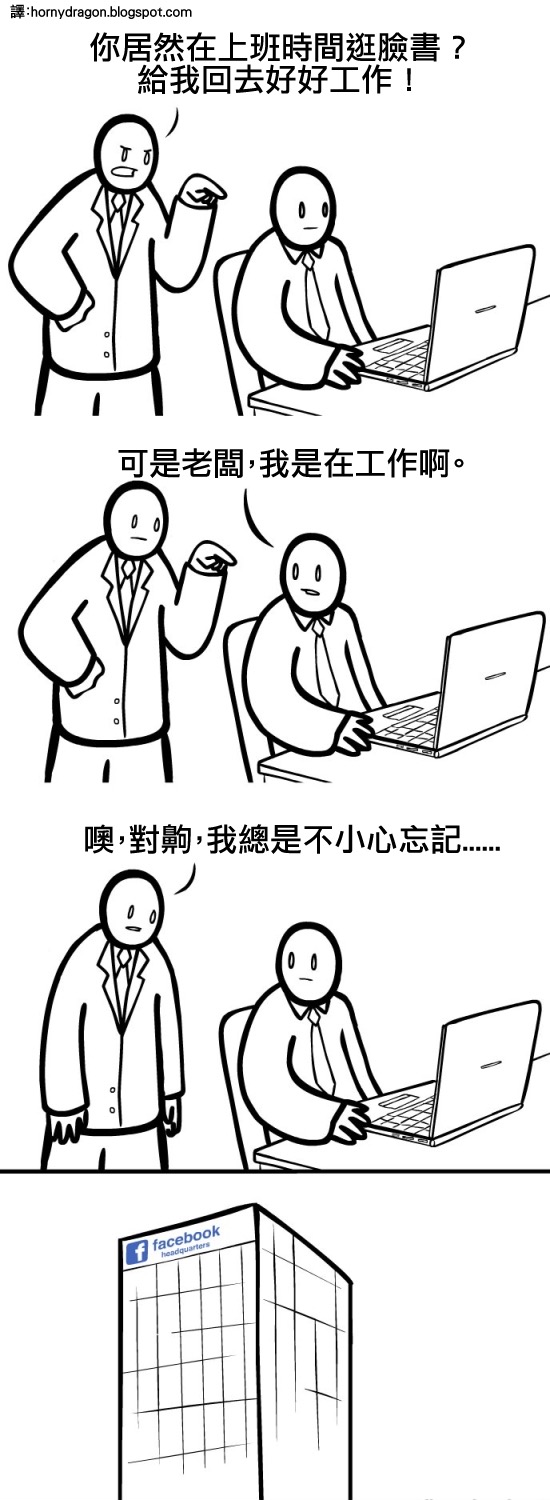 譯:hornydragon.blogspot.com
你居然在上班時間逛臉書？
給我回去好好工作！
可是老闆,我是在工作啊。
噢,對齁,我總是不小心忘記......
f facebook
headquarters